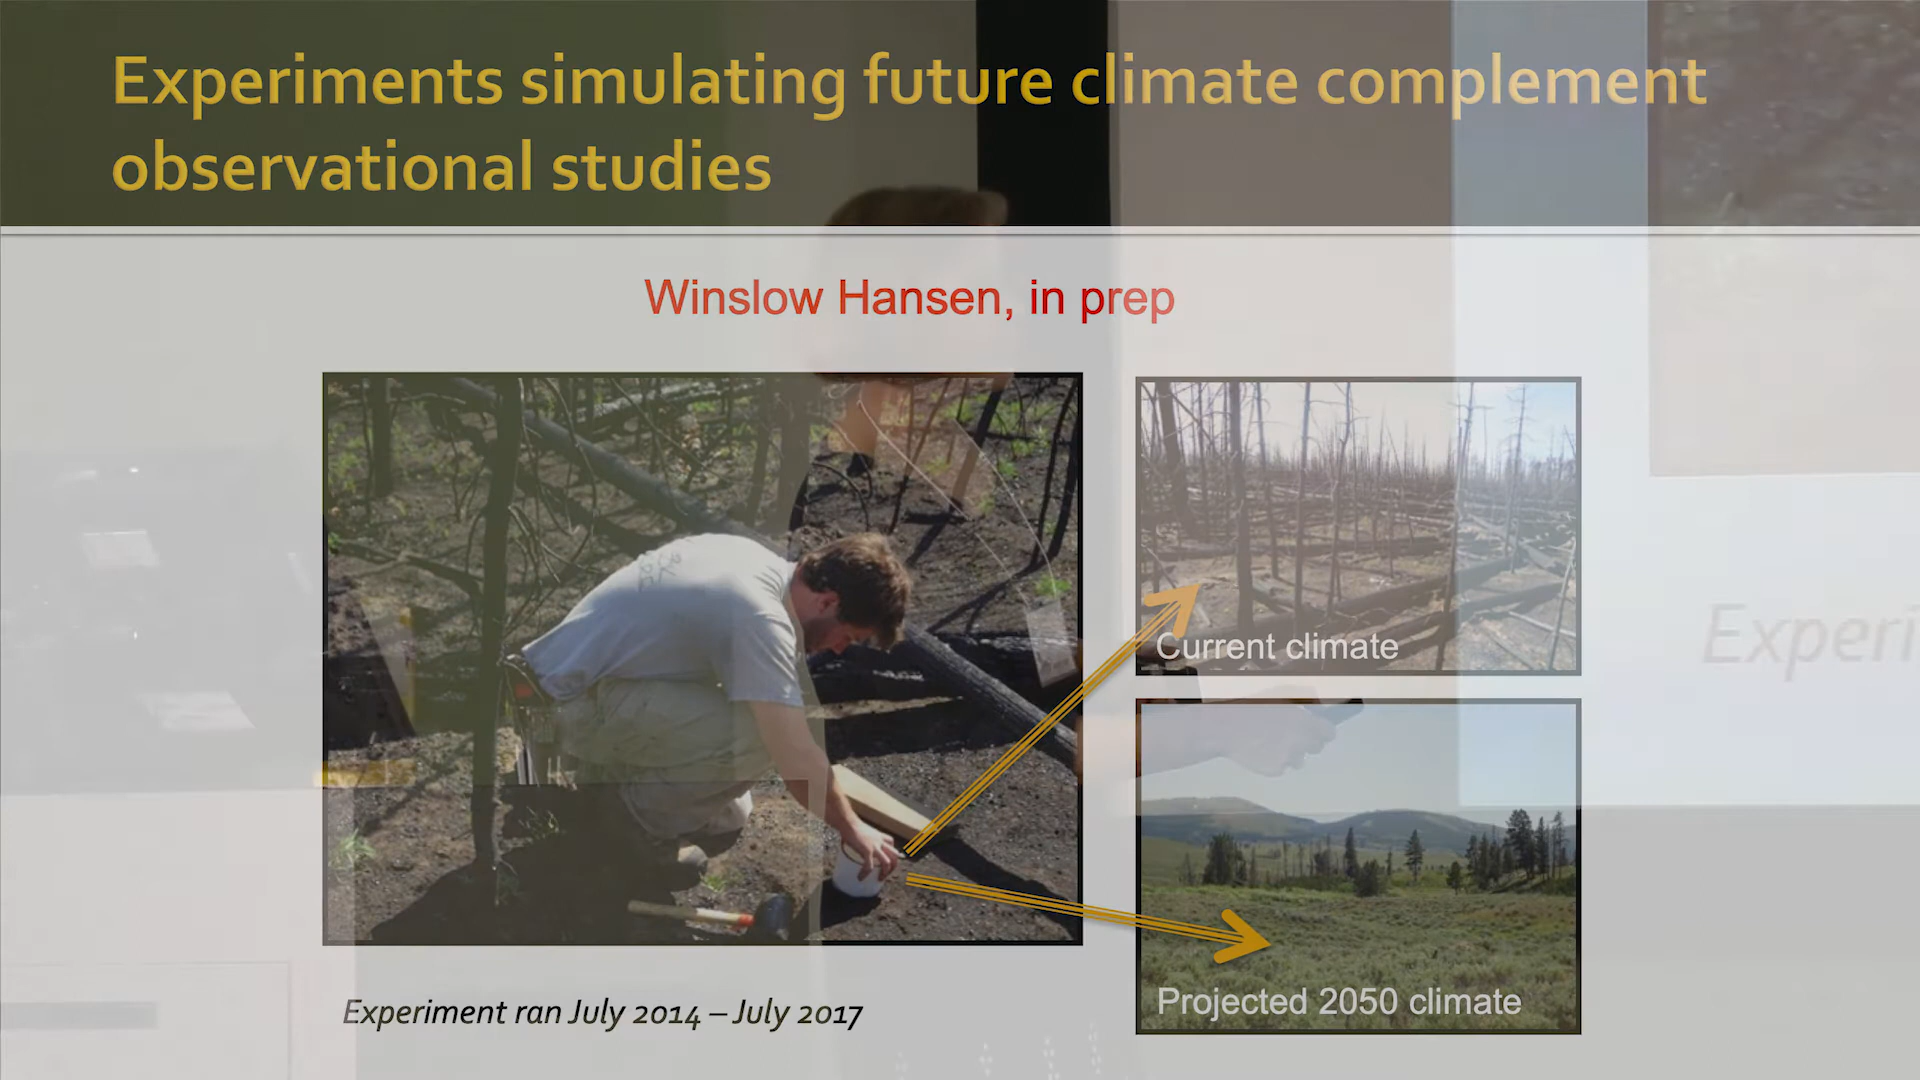 Experiments simulating future climate complement
observational studies
Winslow Hansen, in prep
Current climate
Projected 2050 climate
Experiment ran July 2014 – July 2017
Experi